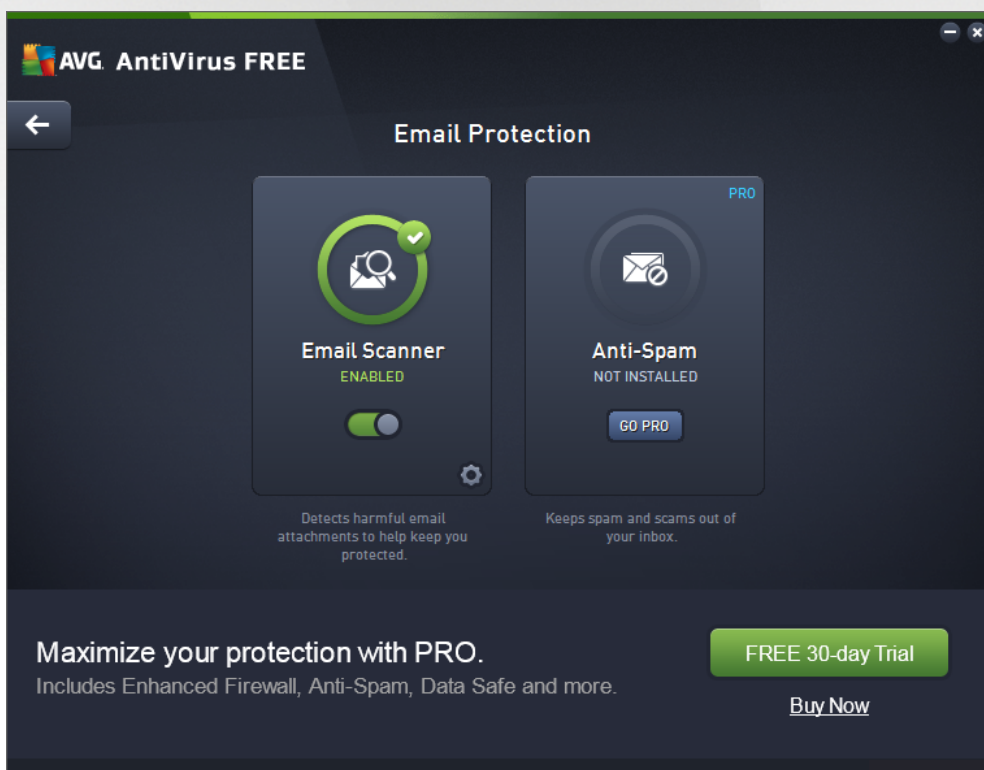 AVG AntiVirus FREE
Email Protection
PRO
Email Scanner
ENABLED
Detects harmful email
attachments to help keep you
protected.
Anti-Spam
NOT INSTALLED
GO PRO
Keeps spam and scams out of
your inbox.
Maximize your protection with PRO.
Includes Enhanced Firewall, Anti-Spam, Data Safe and more.
FREE 30-day Trial
Buy Now